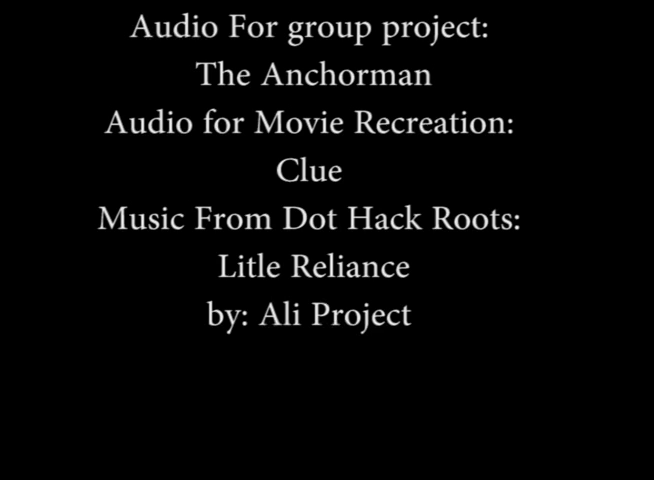 Audio For group project:
The Anchorman
Audio for Movie Recreation:
Clue
Music From Dot Hack Roots:
Litle Reliance
by: Ali Project